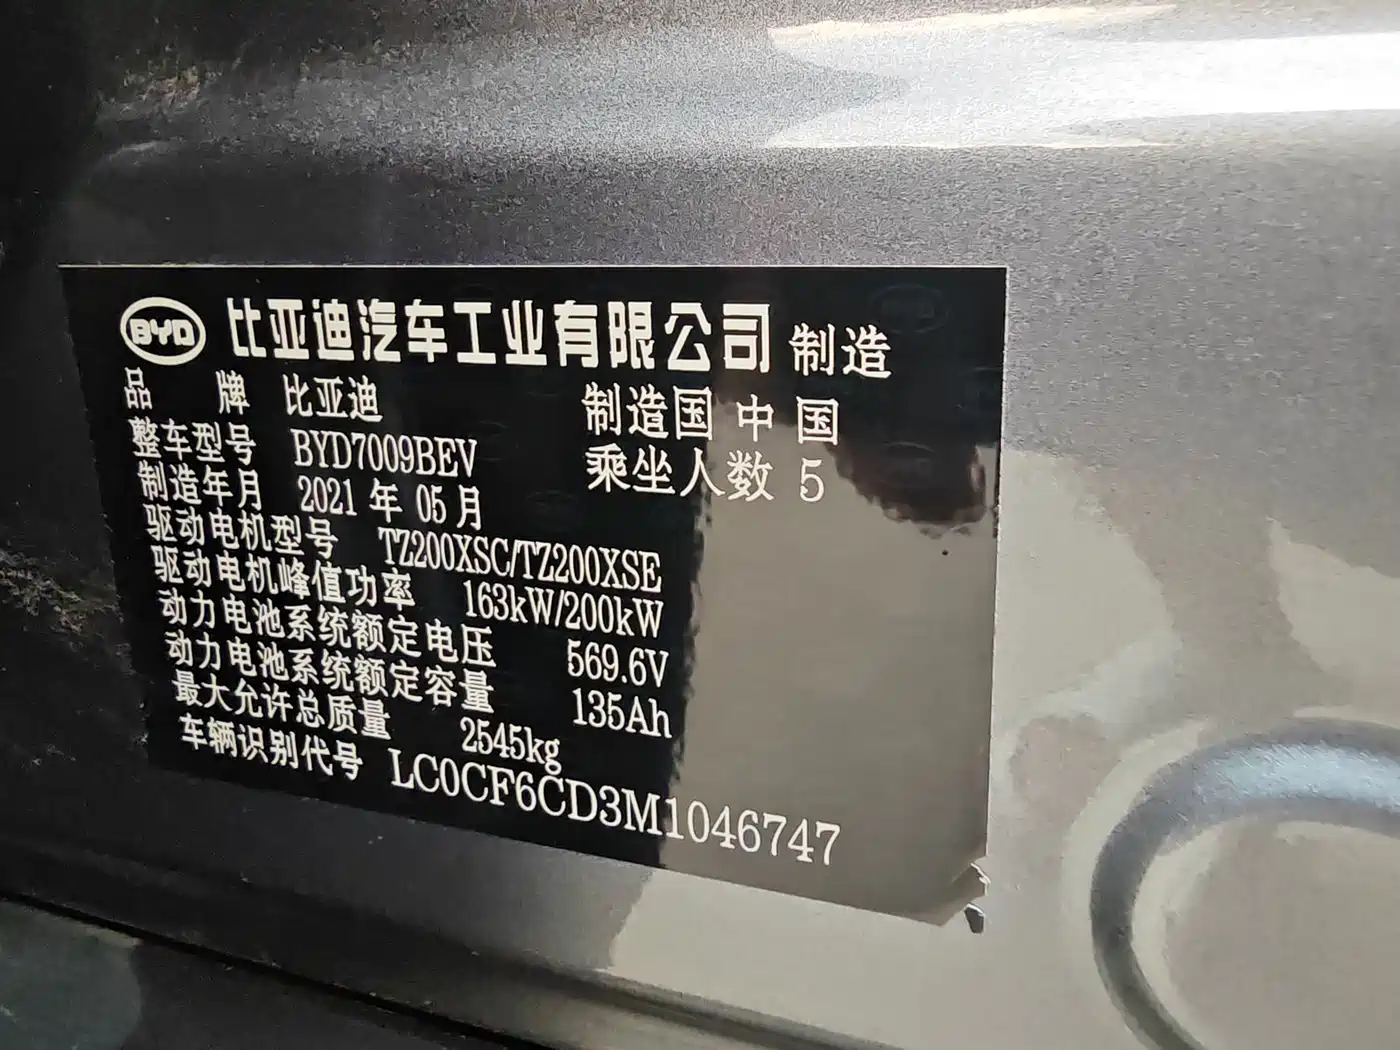 BYD 比亚迪汽车工业有限公司 制造
品 牌 比亚迪 制造国 中 国
整车型号 BYD7009BEV 乘坐人数 5
制造年月 2021 年 05 月
驱动电机型号 TZ200XSC/TZ200XSE
驱动电机峰值功率 163kW/200kW
动力电池系统额定电压 569.6V
动力电池系统额定容量 135Ah
最大允许总质量 2545kg
车辆识别代号 LC0CF6CD3M1046747